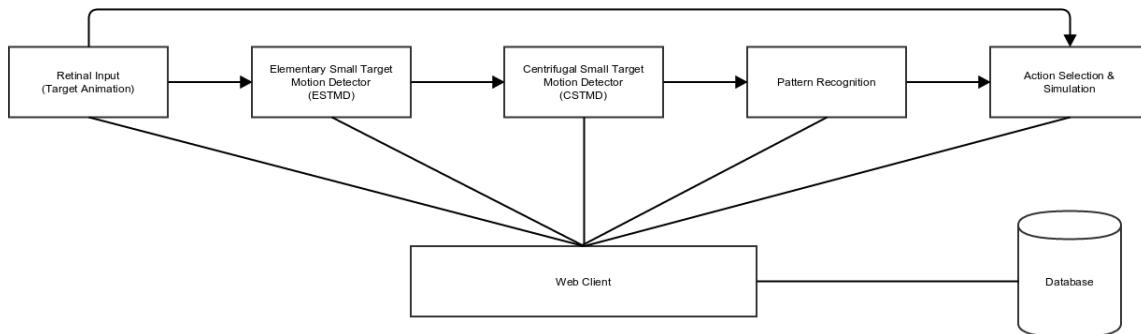 Retinal Input
(Target Animation)
Elementary Small Target
Motion Detector
(ESTMD)
Centrifugal Small Target
Motion Detector
(CSTMD)
Pattern Recognition
Action Selection &
Simulation
Web Client
Database